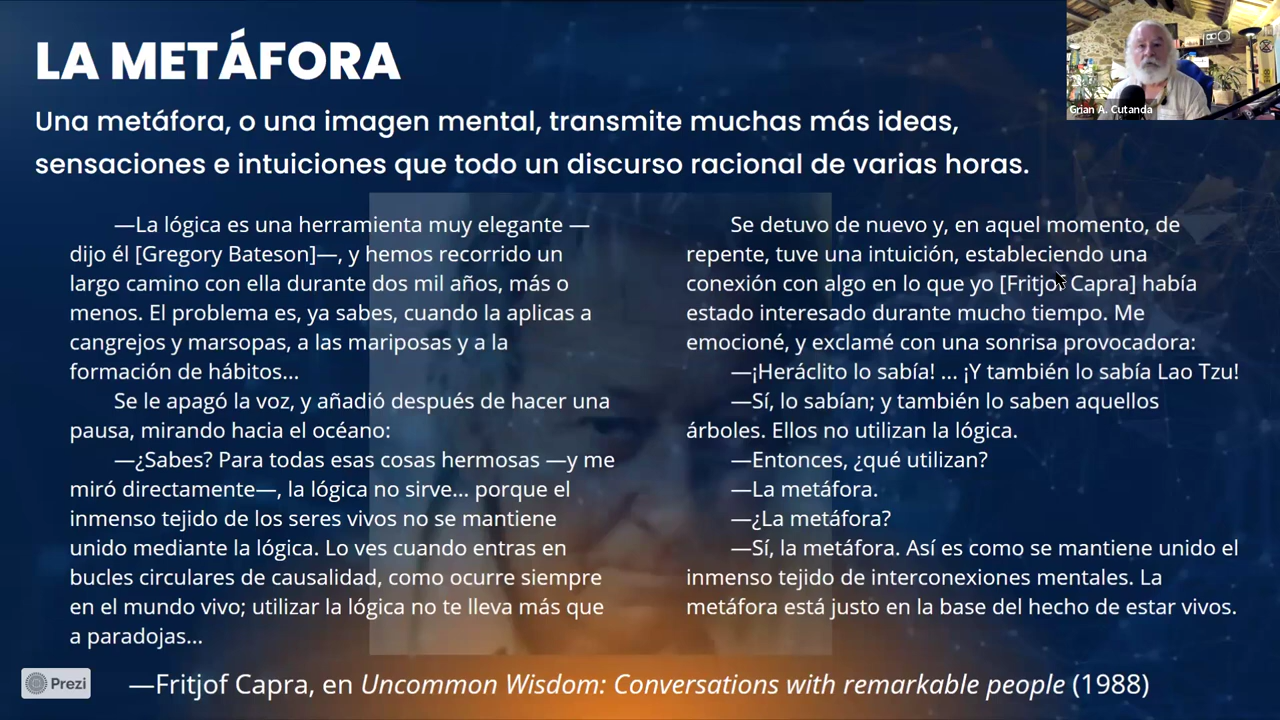 LA METÁFORA
Una metáfora, o una imagen mental, transmite muchas más ideas,
sensaciones e intuiciones que todo un discurso racional de varias horas.
—La lógica es una herramienta muy elegante —
dijo él [Gregory Bateson]—, y hemos recorrido un
largo camino con ella durante dos mil años, más o
menos. El problema es, ya sabes, cuando la aplicas a
cangrejos y marsopas, a las mariposas y a la
formación de hábitos...
Se le apagó la voz, y añadió después de hacer una
pausa, mirando hacia el océano:
—¿Sabes? Para todas esas cosas hermosas —y me
miró directamente—, la lógica no sirve... porque el
inmenso tejido de los seres vivos no se mantiene
unido mediante la lógica. Lo ves cuando entras en
bucles circulares de causalidad, como ocurre siempre
en el mundo vivo; utilizar la lógica no te lleva más que
a paradojas...
Se detuvo de nuevo y, en aquel momento, de
repente, tuve una intuición, estableciendo una
conexión con algo en lo que yo [Fritjof Capra] había
estado interesado durante mucho tiempo. Me
emocioné, y exclamé con una sonrisa provocadora:
—¡Heráclito lo sabía! ... ¡Y también lo sabía Lao Tzu!
—Sí, lo sabían; y también lo saben aquellos
árboles. Ellos no utilizan la lógica.
—Entonces, ¿qué utilizan?
—La metáfora.
—¿La metáfora?
—Sí, la metáfora. Así es como se mantiene unido el
inmenso tejido de interconexiones mentales. La
metáfora está justo en la base del hecho de estar vivos.
—Fritjof Capra, en Uncommon Wisdom: Conversations with remarkable people (1988)
Prezi
Grian A. Cutanda